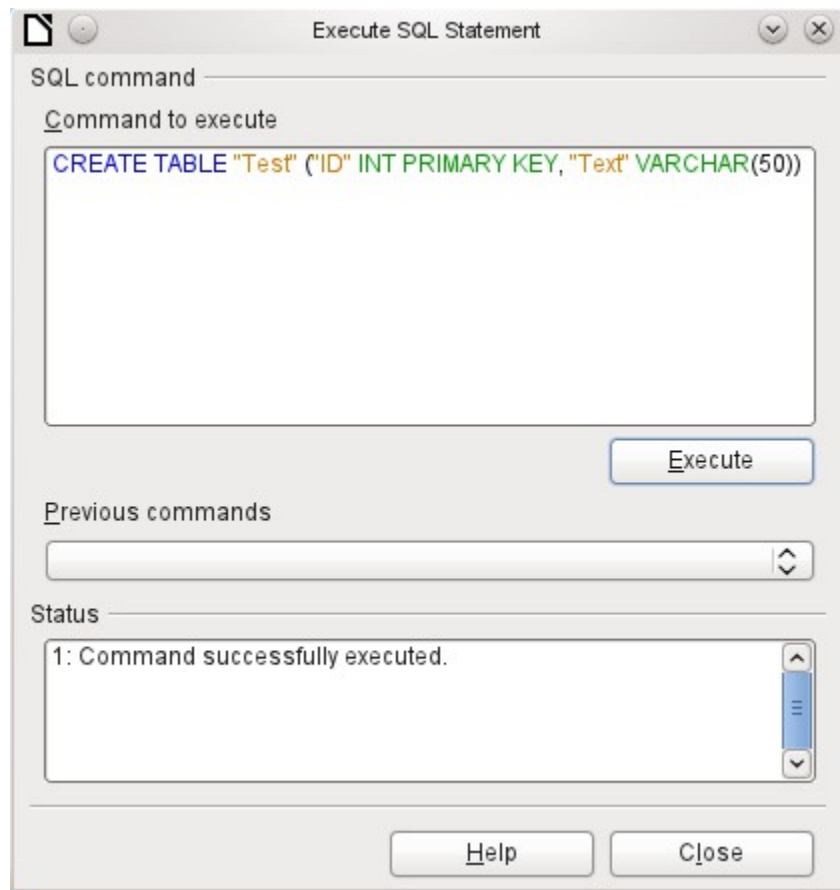 Execute SQL Statement
SQL command
Command to execute
CREATE TABLE "Test" ("ID" INT PRIMARY KEY, "Text" VARCHAR(50))
Execute
Previous commands
Status
1: Command successfully executed.
Help
Close